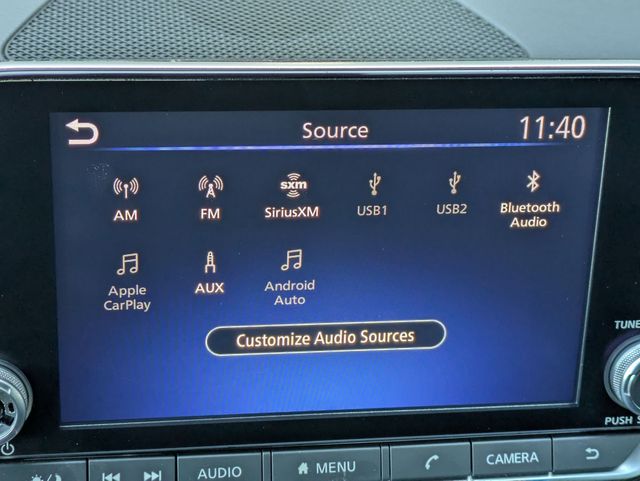 Source
11:40
AM
FM
sxm
SiriusXM
USB1
USB2
Bluetooth
Audio
Apple
CarPlay
AUX
Android
Auto
Customize Audio Sources
TUNE
PUSH S
AUDIO
MENU
CAMERA